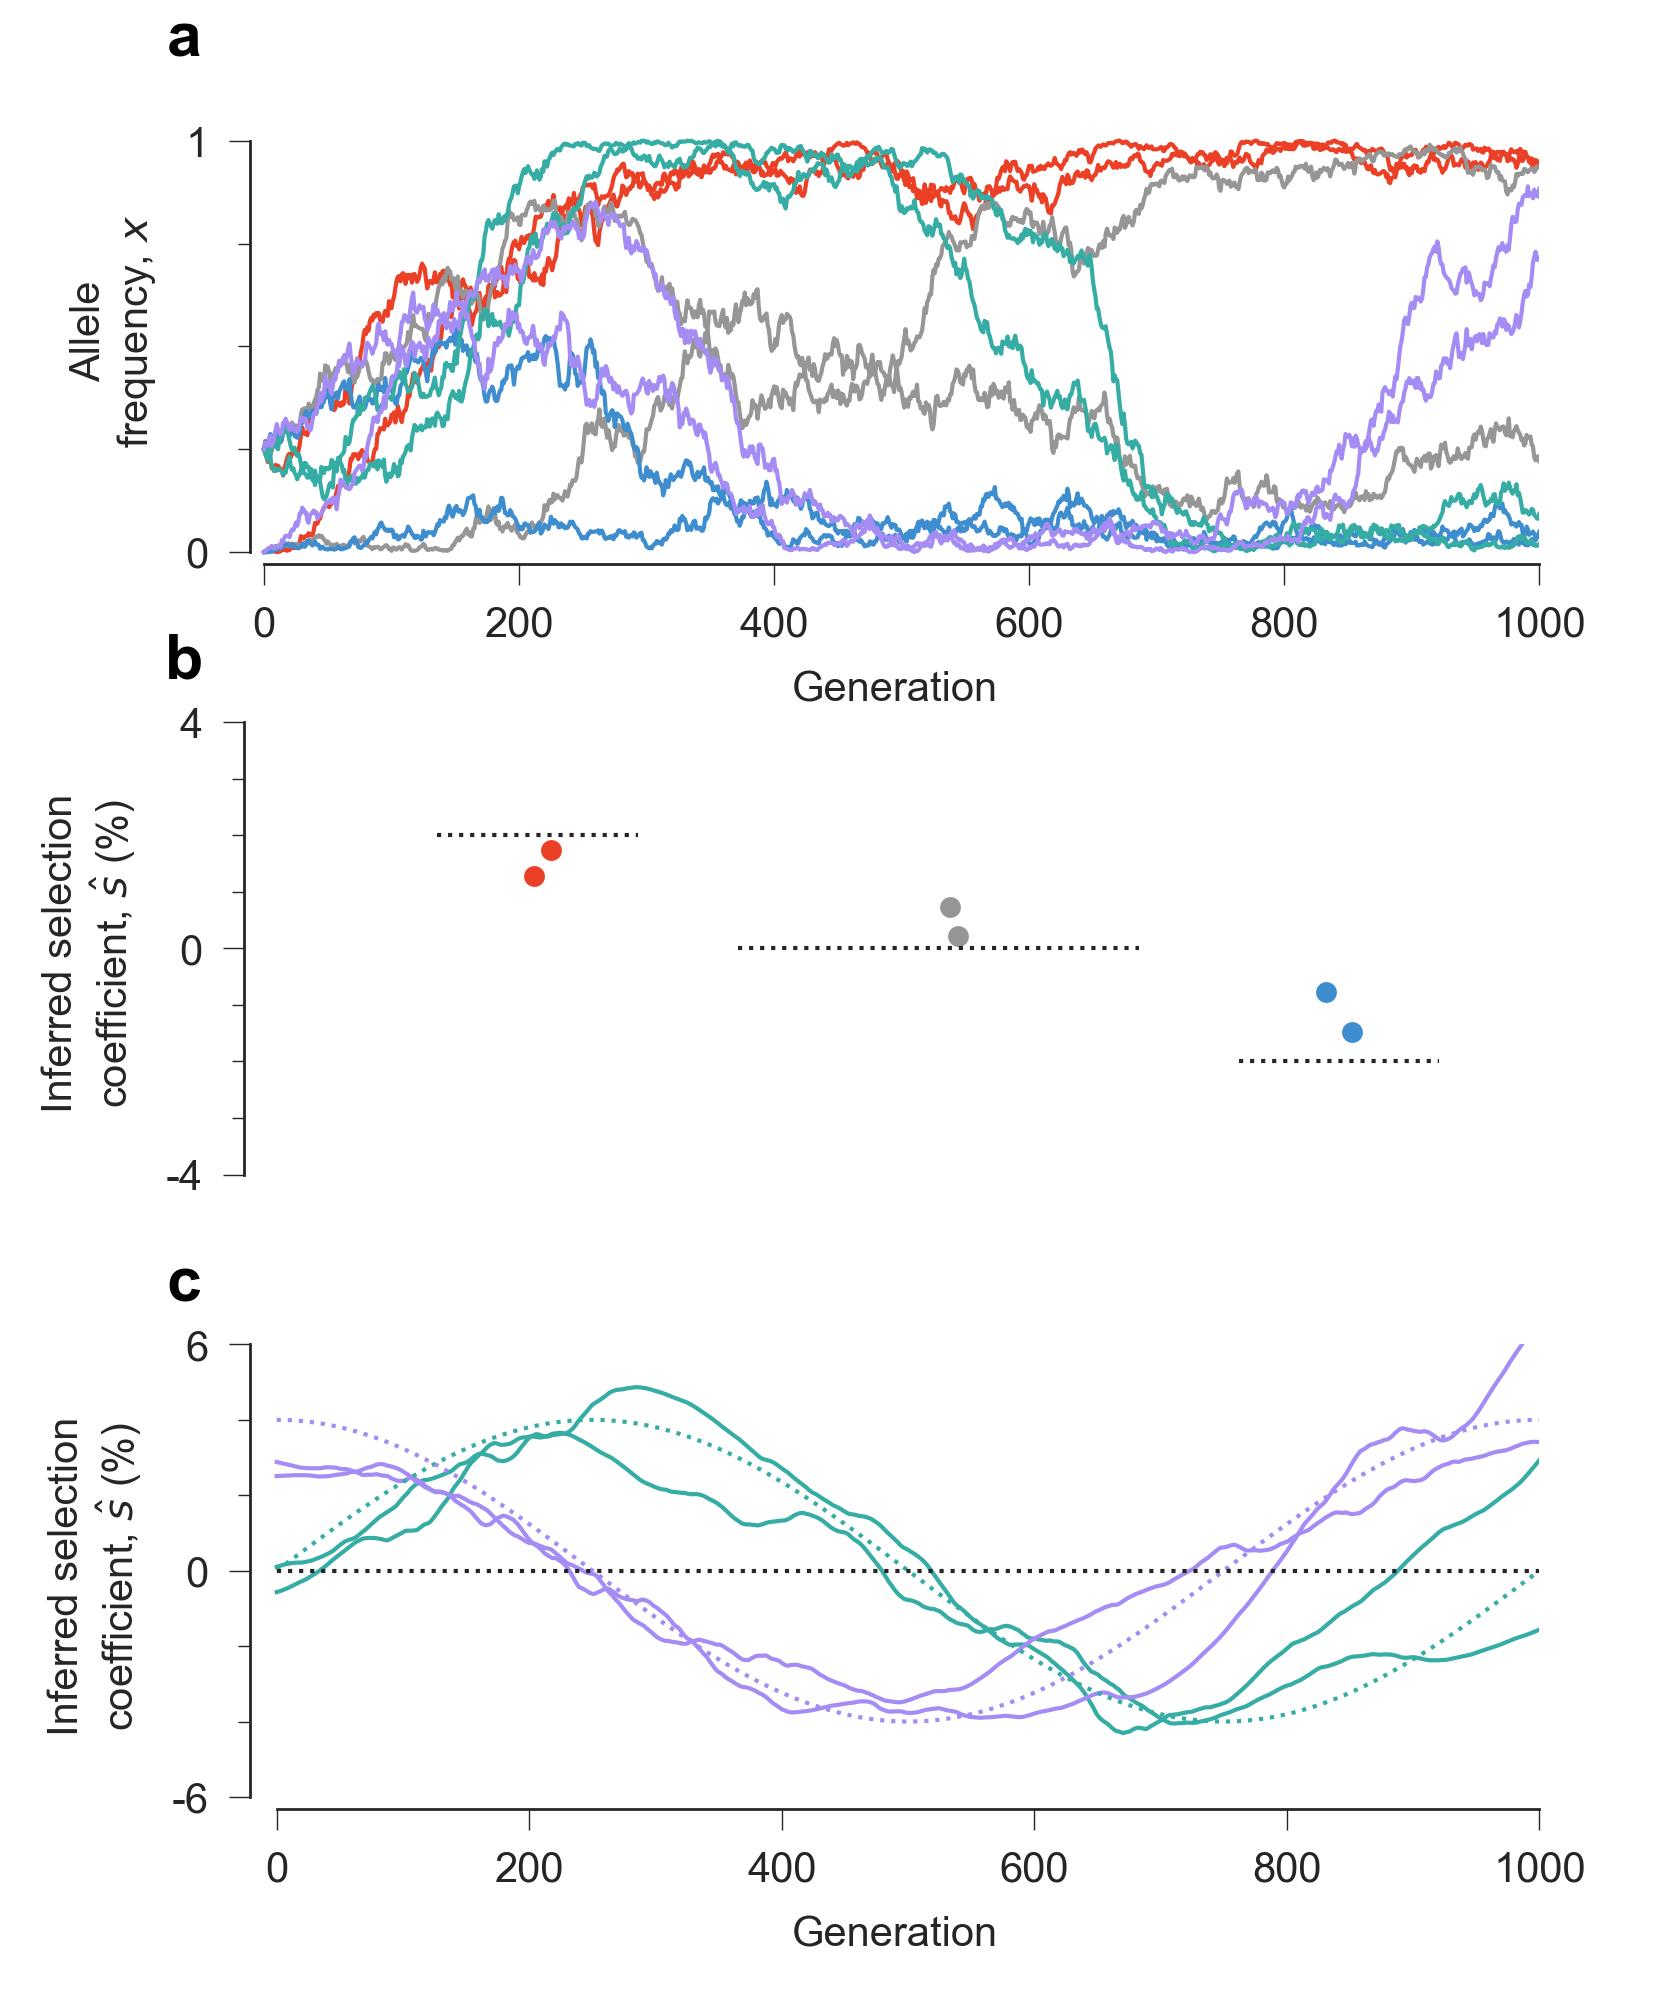 a
1
0
Allele
frequency, x
0 200 400 600 800 1000
Generation
b
4
0
-4
Inferred selection
coefficient, ŝ (%)
c
6
0
-6
Inferred selection
coefficient, ŝ (%)
0 200 400 600 800 1000
Generation